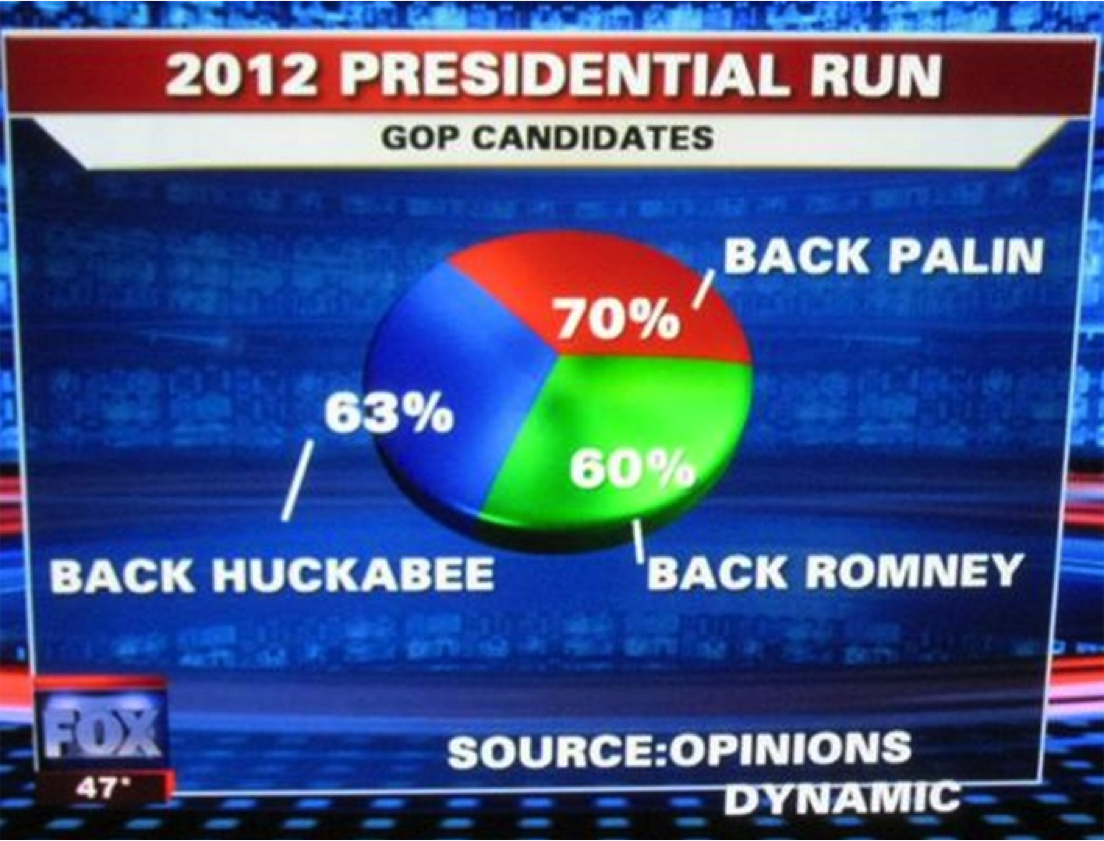 2012 PRESIDENTIAL RUN
GOP CANDIDATES
BACK PALIN
70%
63%
60%
BACK HUCKABEE
BACK ROMNEY
FOX
47°
SOURCE:OPINIONS
DYNAMIC